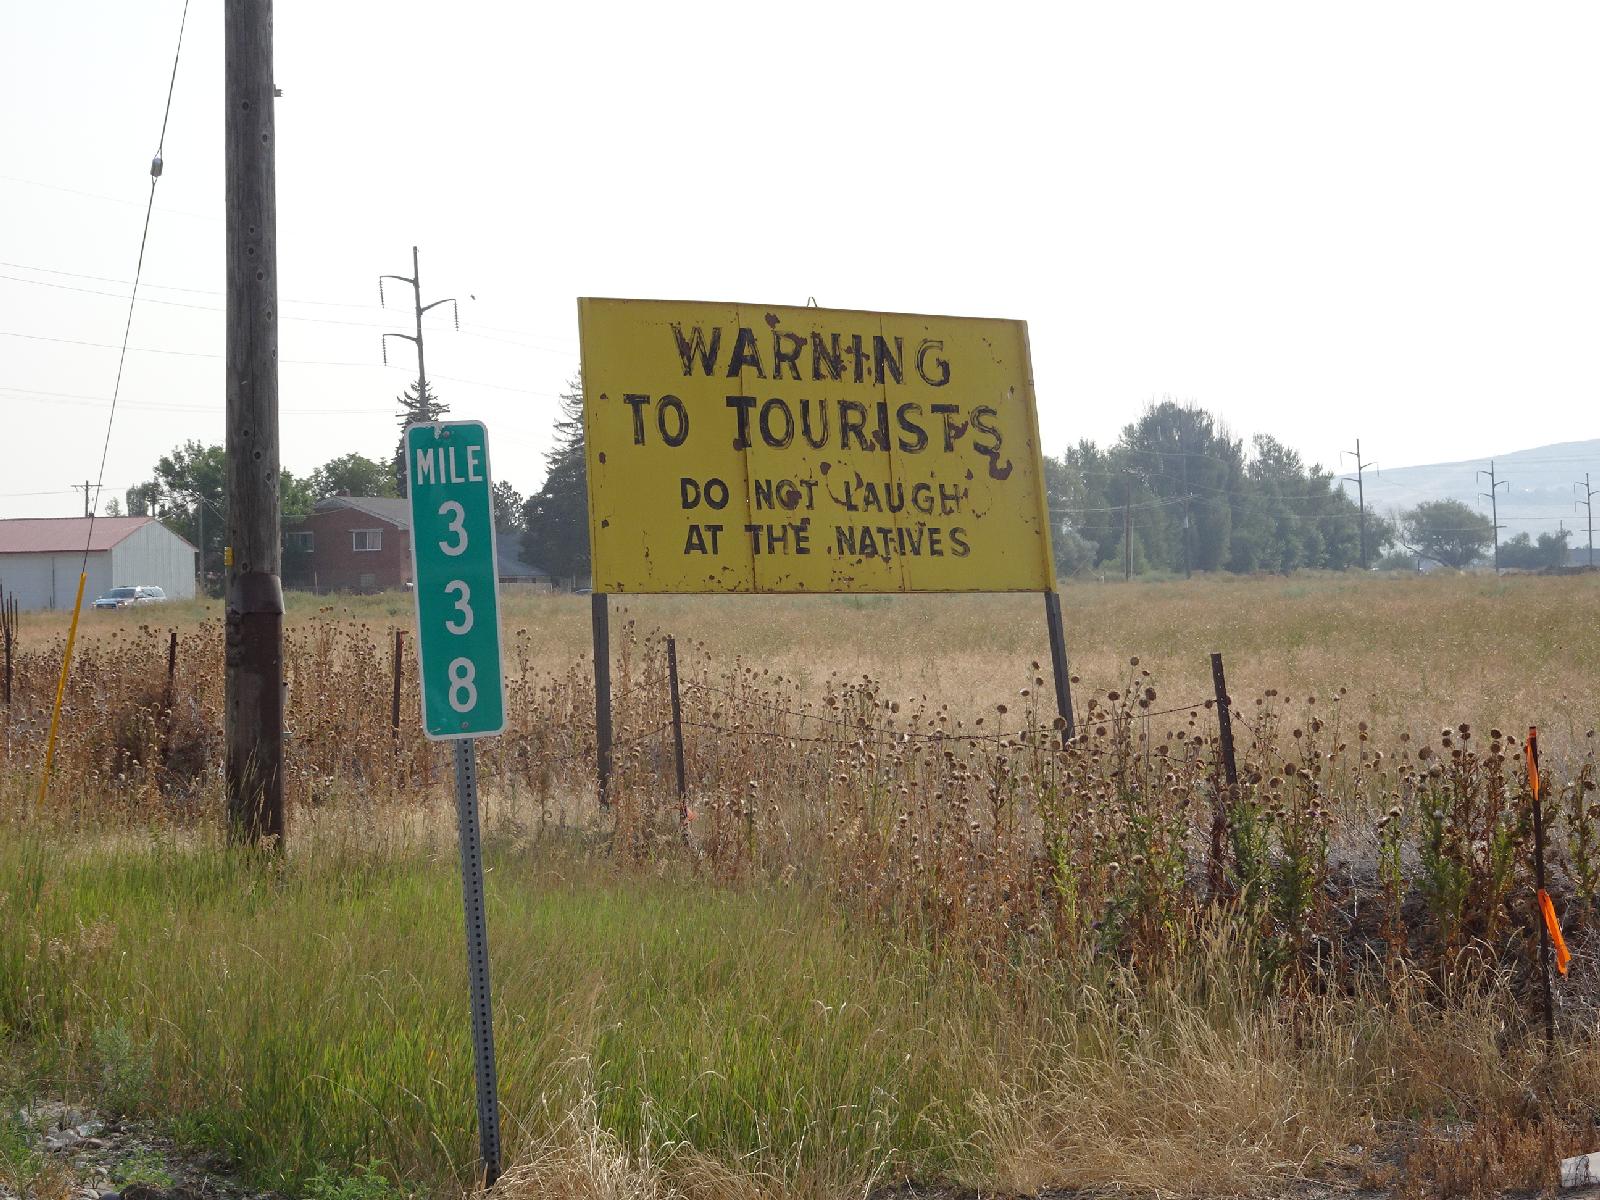 MILE
3
3
8
WARNING
TO TOURISTS
DO NOT LAUGH
AT THE NATIVES